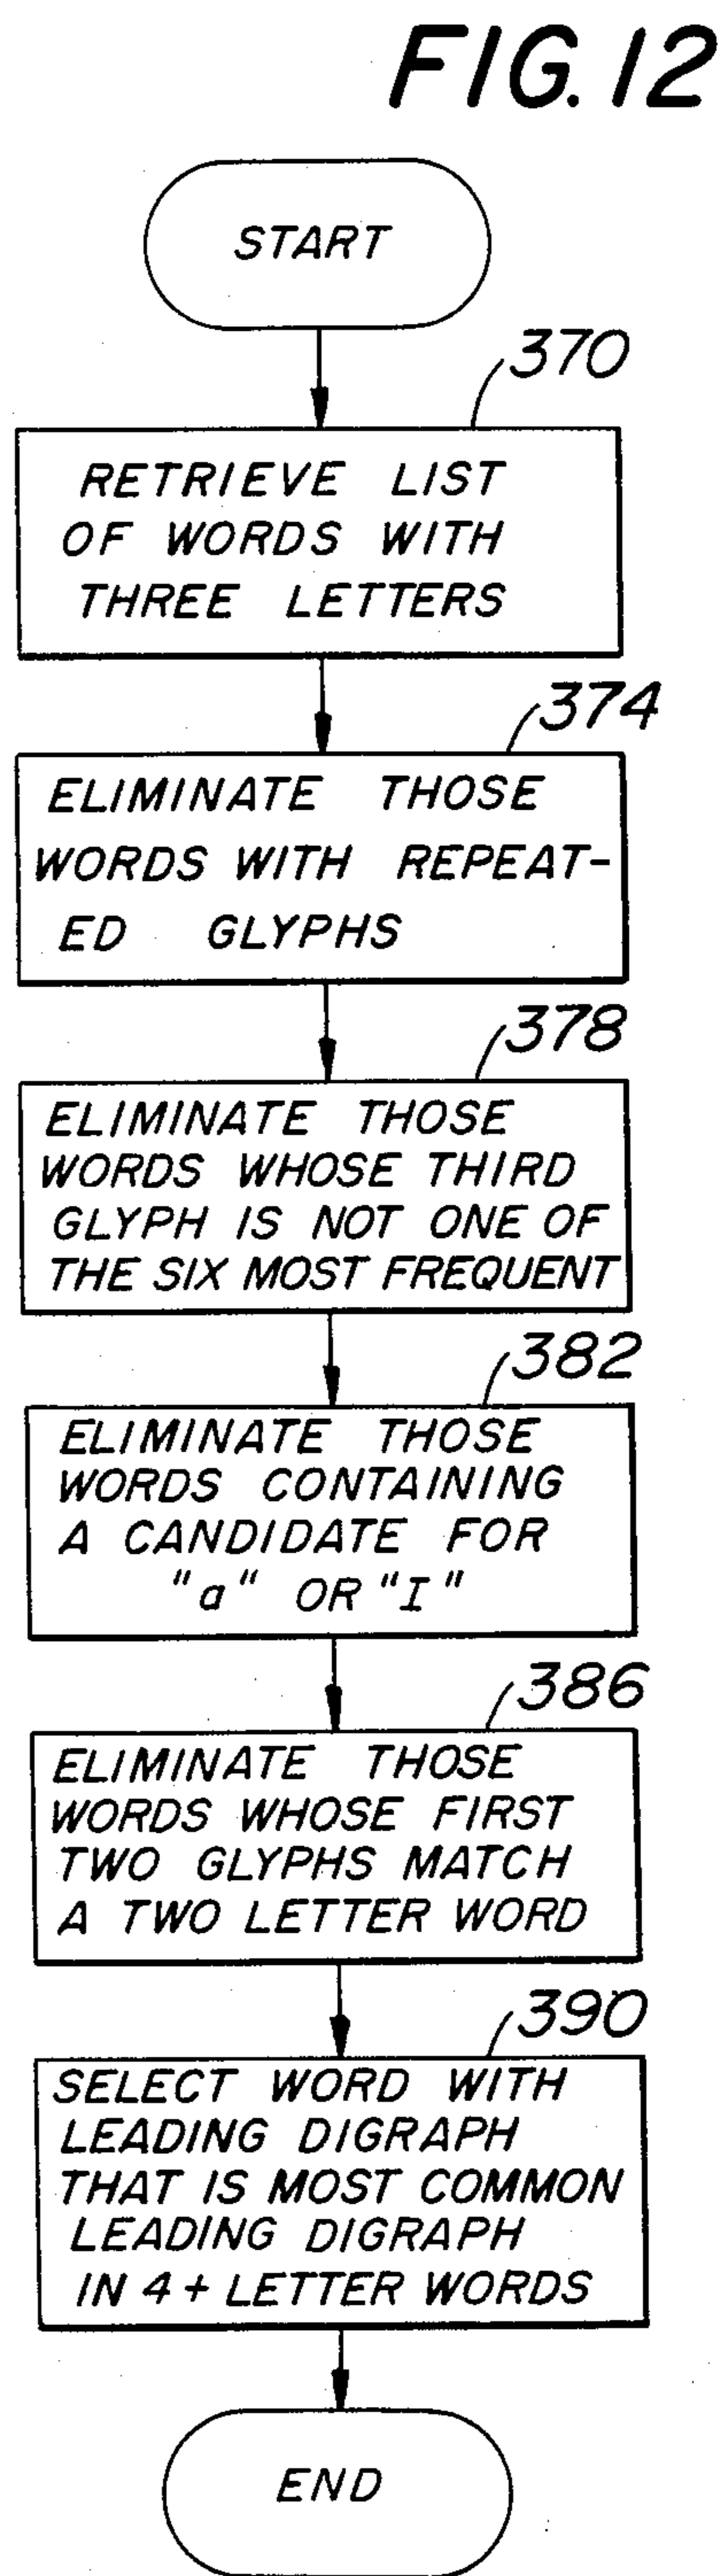 FIG. 12
START
370
RETRIEVE LIST
OF WORDS WITH
THREE LETTERS
374
ELIMINATE THOSE
WORDS WITH REPEAT-
ED GLYPHS
378
ELIMINATE THOSE
WORDS WHOSE THIRD
GLYPH IS NOT ONE OF
THE SIX MOST FREQUENT
382
ELIMINATE THOSE
WORDS CONTAINING
A CANDIDATE FOR
"a" OR "I"
386
ELIMINATE THOSE
WORDS WHOSE FIRST
TWO GLYPHS MATCH
A TWO LETTER WORD
390
SELECT WORD WITH
LEADING DIGRAPH
THAT IS MOST COMMON
LEADING DIGRAPH
IN 4+ LETTER WORDS
END